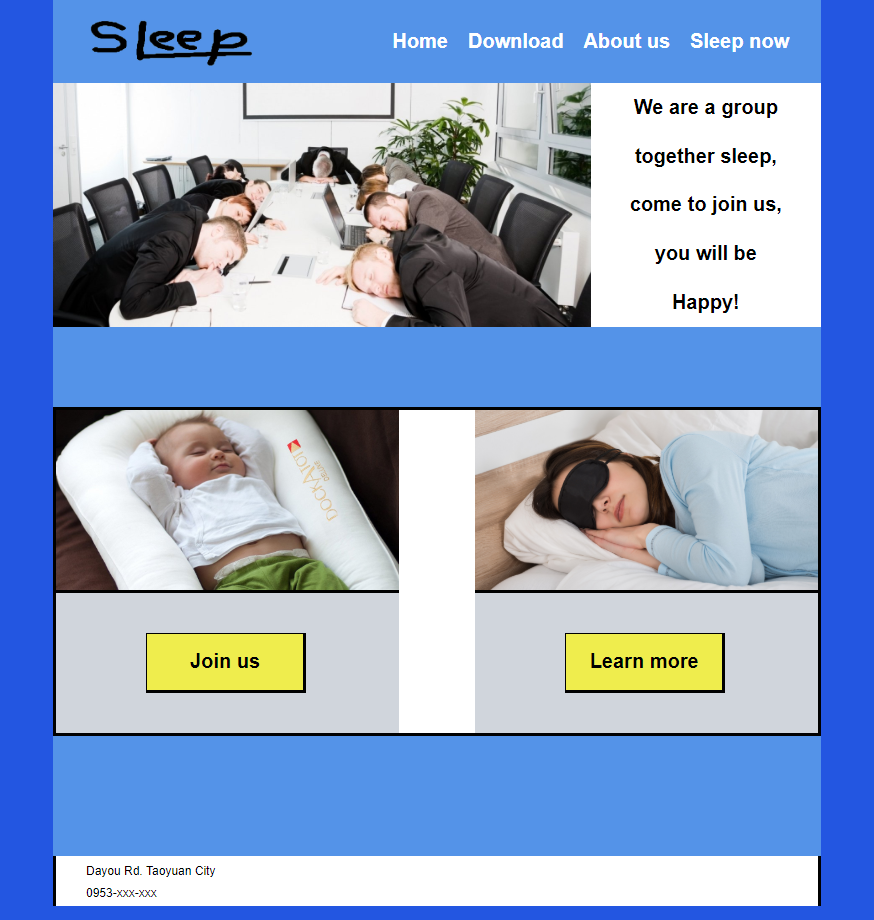 Sleep
Home Download About us Sleep now
We are a group
together sleep,
come to join us,
you will be
Happy!
DOCKATOT
DELUXE
Join us
Learn more
Dayou Rd. Taoyuan City
0953-xxx-xxx